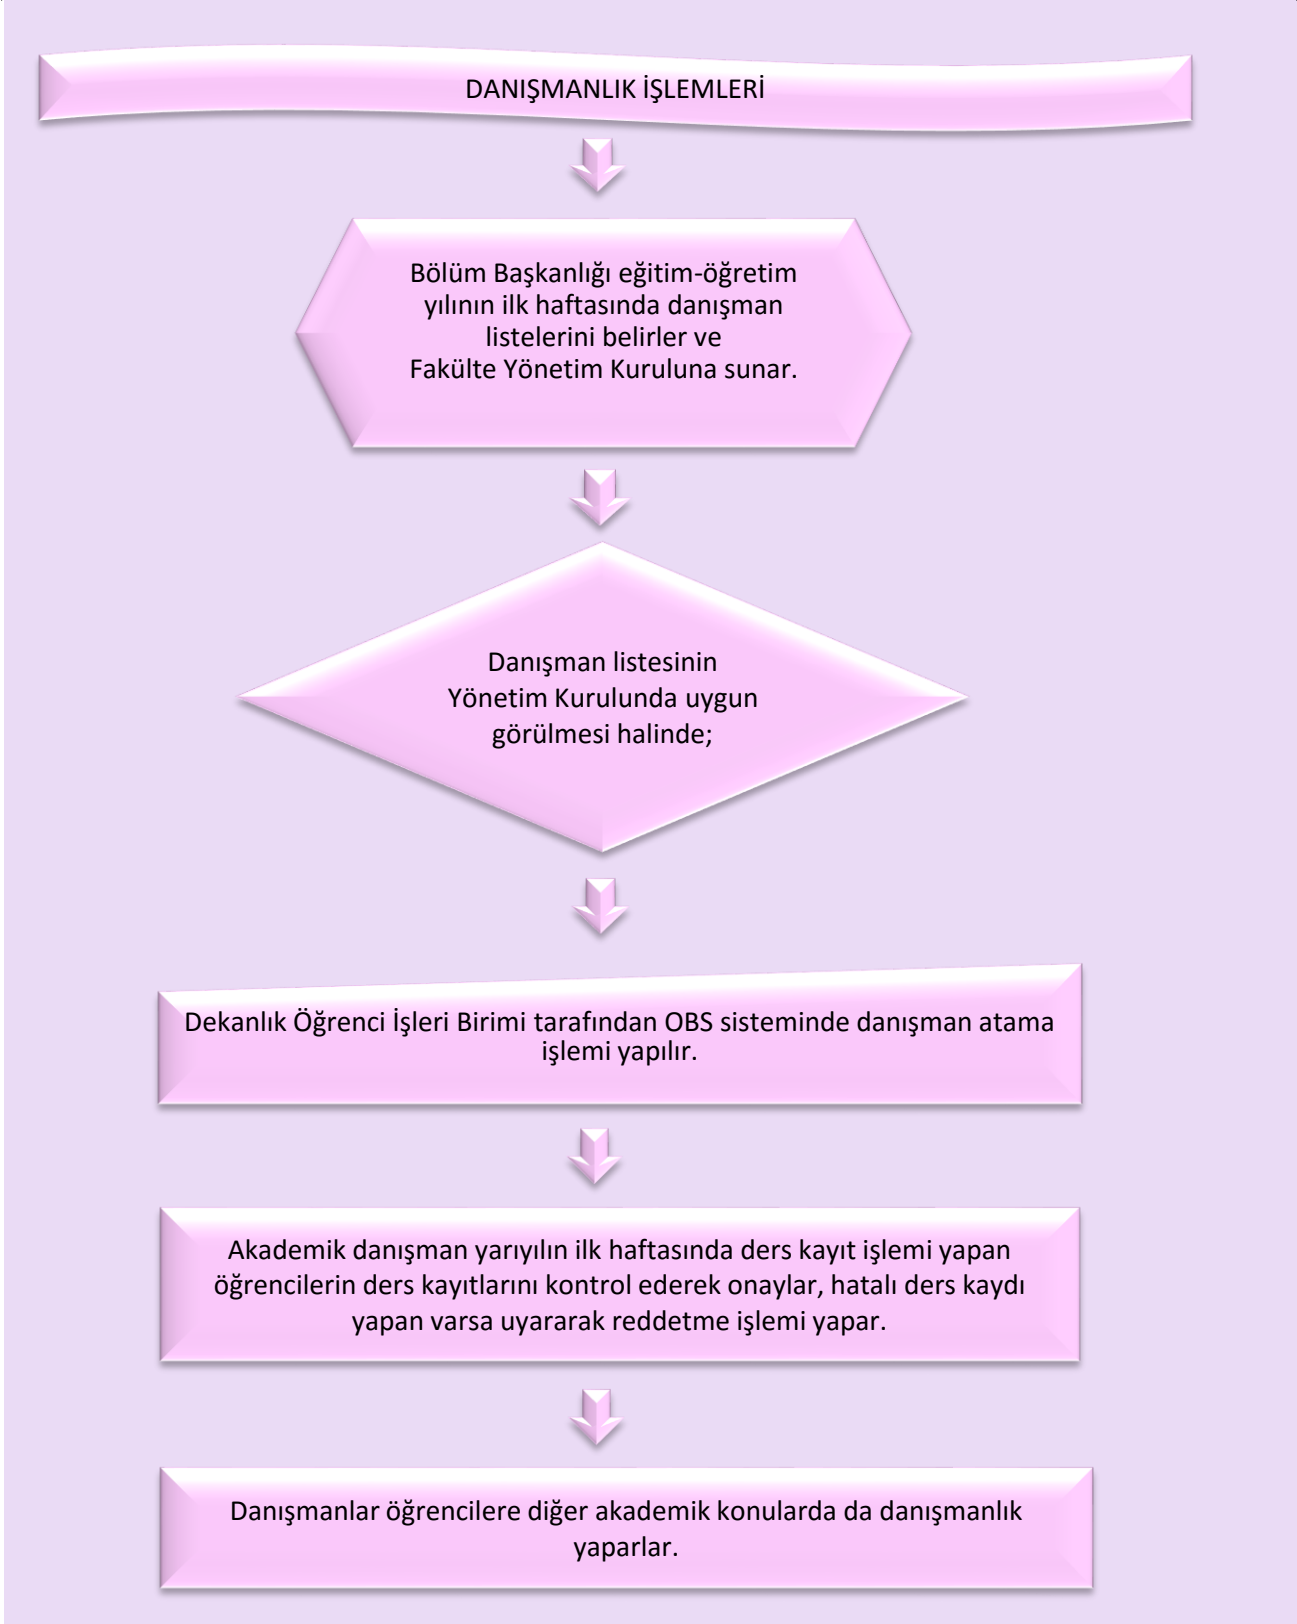 DANIŞMANLIK İŞLEMLERİ
Bölüm Başkanlığı eğitim-öğretim
yılının ilk haftasında danışman
listelerini belirler ve
Fakülte Yönetim Kuruluna sunar.
Danışman listesinin
Yönetim Kurulunda uygun
görülmesi halinde;
Dekanlık Öğrenci İşleri Birimi tarafından OBS sisteminde danışman atama
işlemi yapılır.
Akademik danışman yarıyılın ilk haftasında ders kayıt işlemi yapan
öğrencilerin ders kayıtlarını kontrol ederek onaylar, hatalı ders kaydı
yapan varsa uyararak reddetme işlemi yapar.
Danışmanlar öğrencilere diğer akademik konularda da danışmanlık
yaparlar.